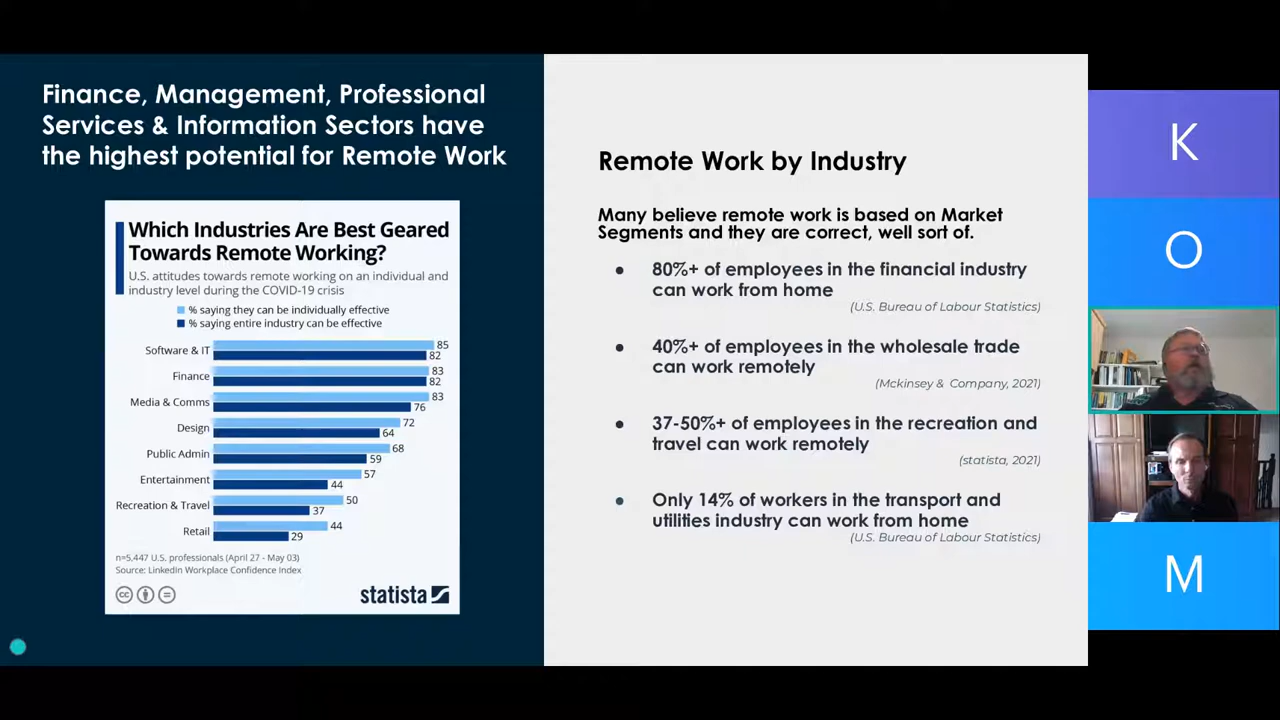 Finance, Management, Professional
Services & Information Sectors have
the highest potential for Remote Work
Which Industries Are Best Geared
Towards Remote Working?
U.S. attitudes towards remote working on an individual and
industry level during the COVID-19 crisis
% saying they can be individually effective
% saying entire industry can be effective
Software & IT 85
82
Finance 83
82
Media & Comms 83
76
Design 72
64
Public Admin 68
59
Entertainment 57
44
Recreation & Travel 50
37
Retail 44
29
n=5.447 U.S. professionals (April 27 - May 03)
Source: LinkedIn Workplace Confidence Index
cc
statista
Remote Work by Industry
Many believe remote work is based on Market
Segments and they are correct, well sort of.
• 80%+ of employees in the financial industry
can work from home
(U.S. Bureau of Labour Statistics)
• 40%+ of employees in the wholesale trade
can work remotely
(Mckinsey & Company, 2021)
• 37-50%+ of employees in the recreation and
travel can work remotely
(statista, 2021)
• Only 14% of workers in the transport and
utilities industry can work from home
(U.S. Bureau of Labour Statistics)
K
O
M